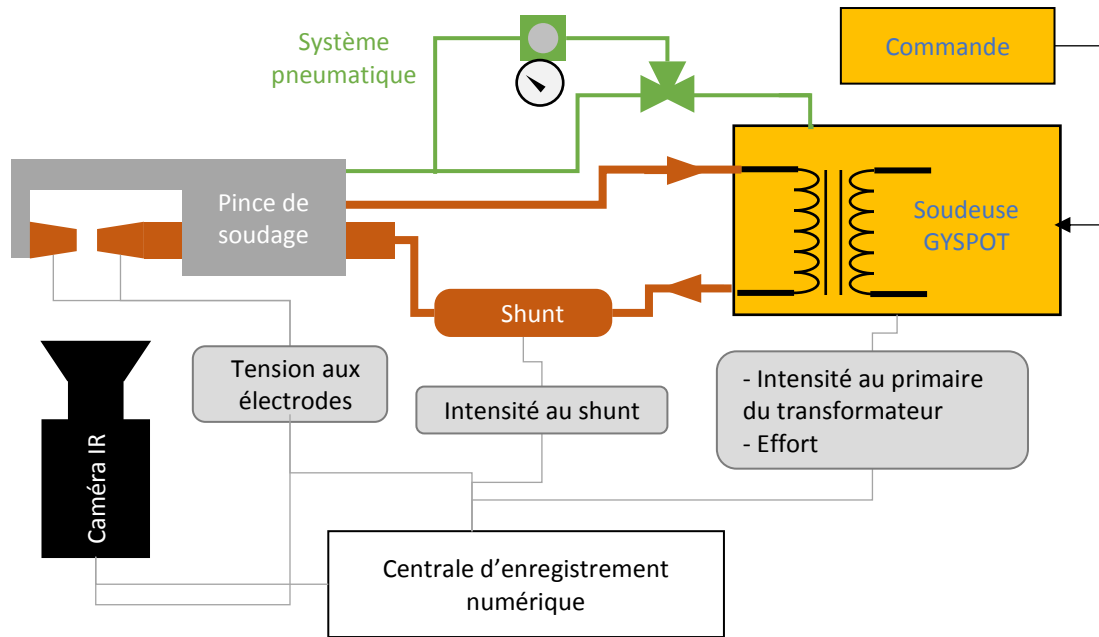 Système
pneumatique
Commande
Pince de
soudage
Soudeuse
GYSPOT
Shunt
Tension aux
électrodes
Intensité au shunt
- Intensité au primaire
du transformateur
- Effort
Caméra IR
Centrale d’enregistrement
numérique